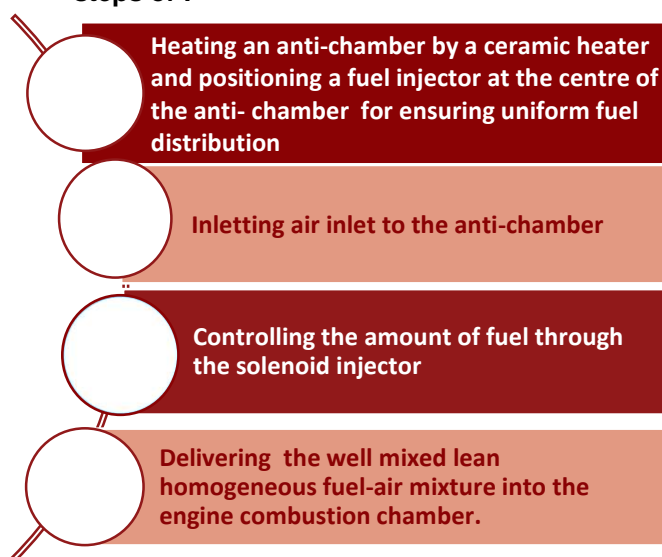 Heating an anti-chamber by a ceramic heater
and positioning a fuel injector at the centre of
the anti- chamber for ensuring uniform fuel
distribution
Inletting air inlet to the anti-chamber
Controlling the amount of fuel through
the solenoid injector
Delivering the well mixed lean
homogeneous fuel-air mixture into the
engine combustion chamber.